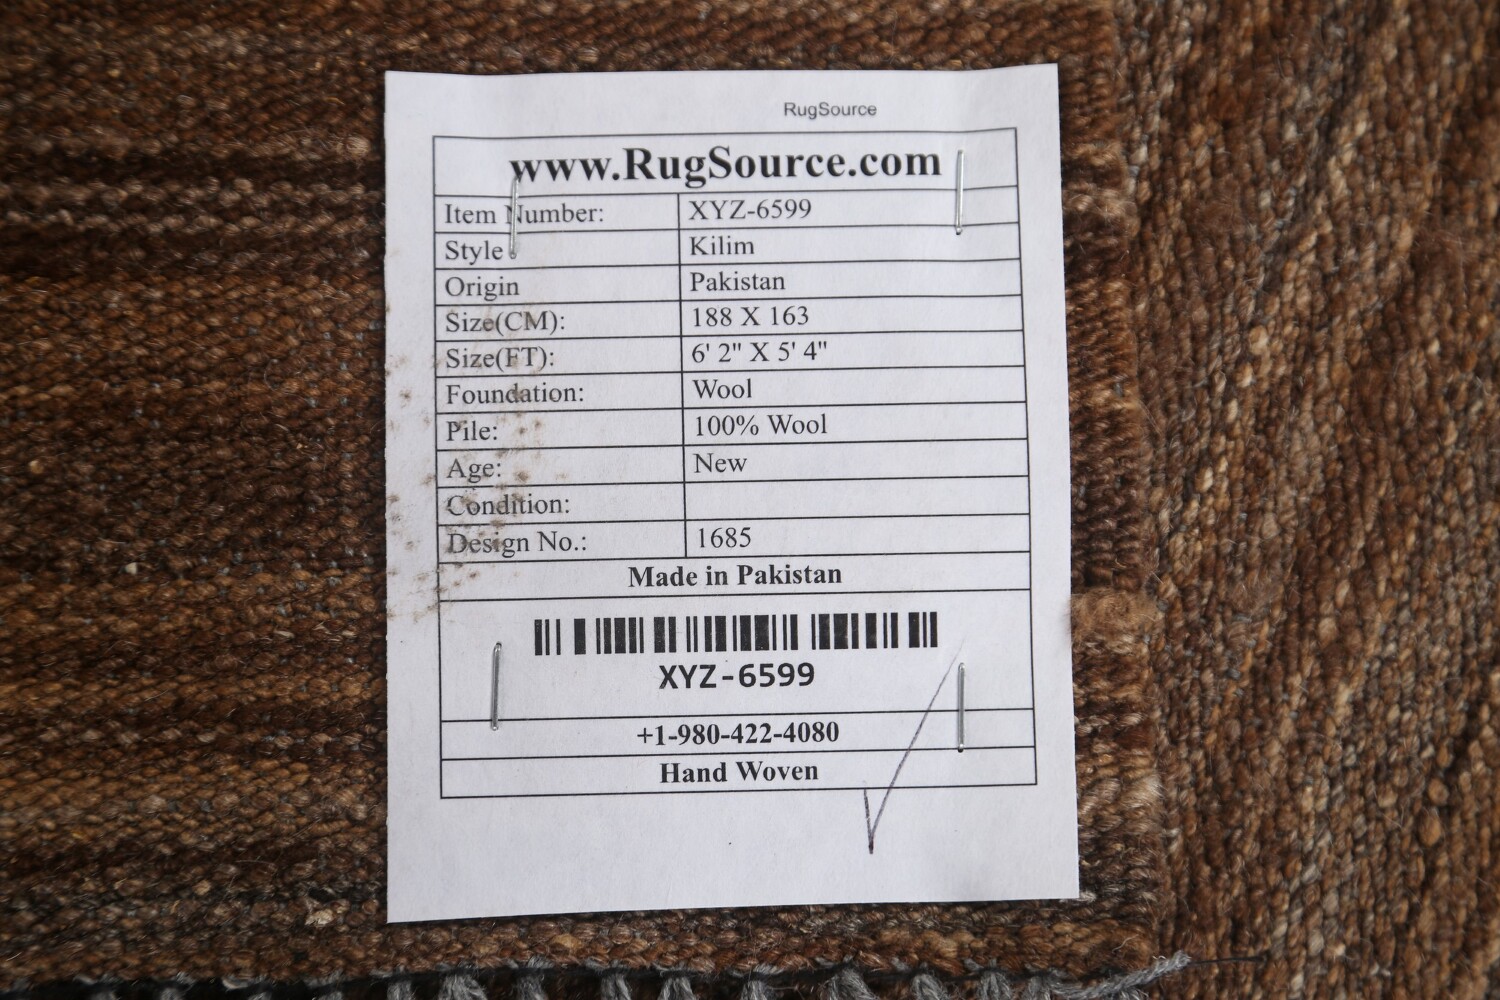 RugSource
www.RugSource.com
Item Number: XYZ-6599
Style Kilim
Origin Pakistan
Size(CM): 188 X 163
Size(FT): 6' 2" X 5' 4"
Foundation: Wool
Pile: 100% Wool
Age: New
Condition:
Design No.: 1685
Made in Pakistan
XYZ-6599
+1-980-422-4080
Hand Woven